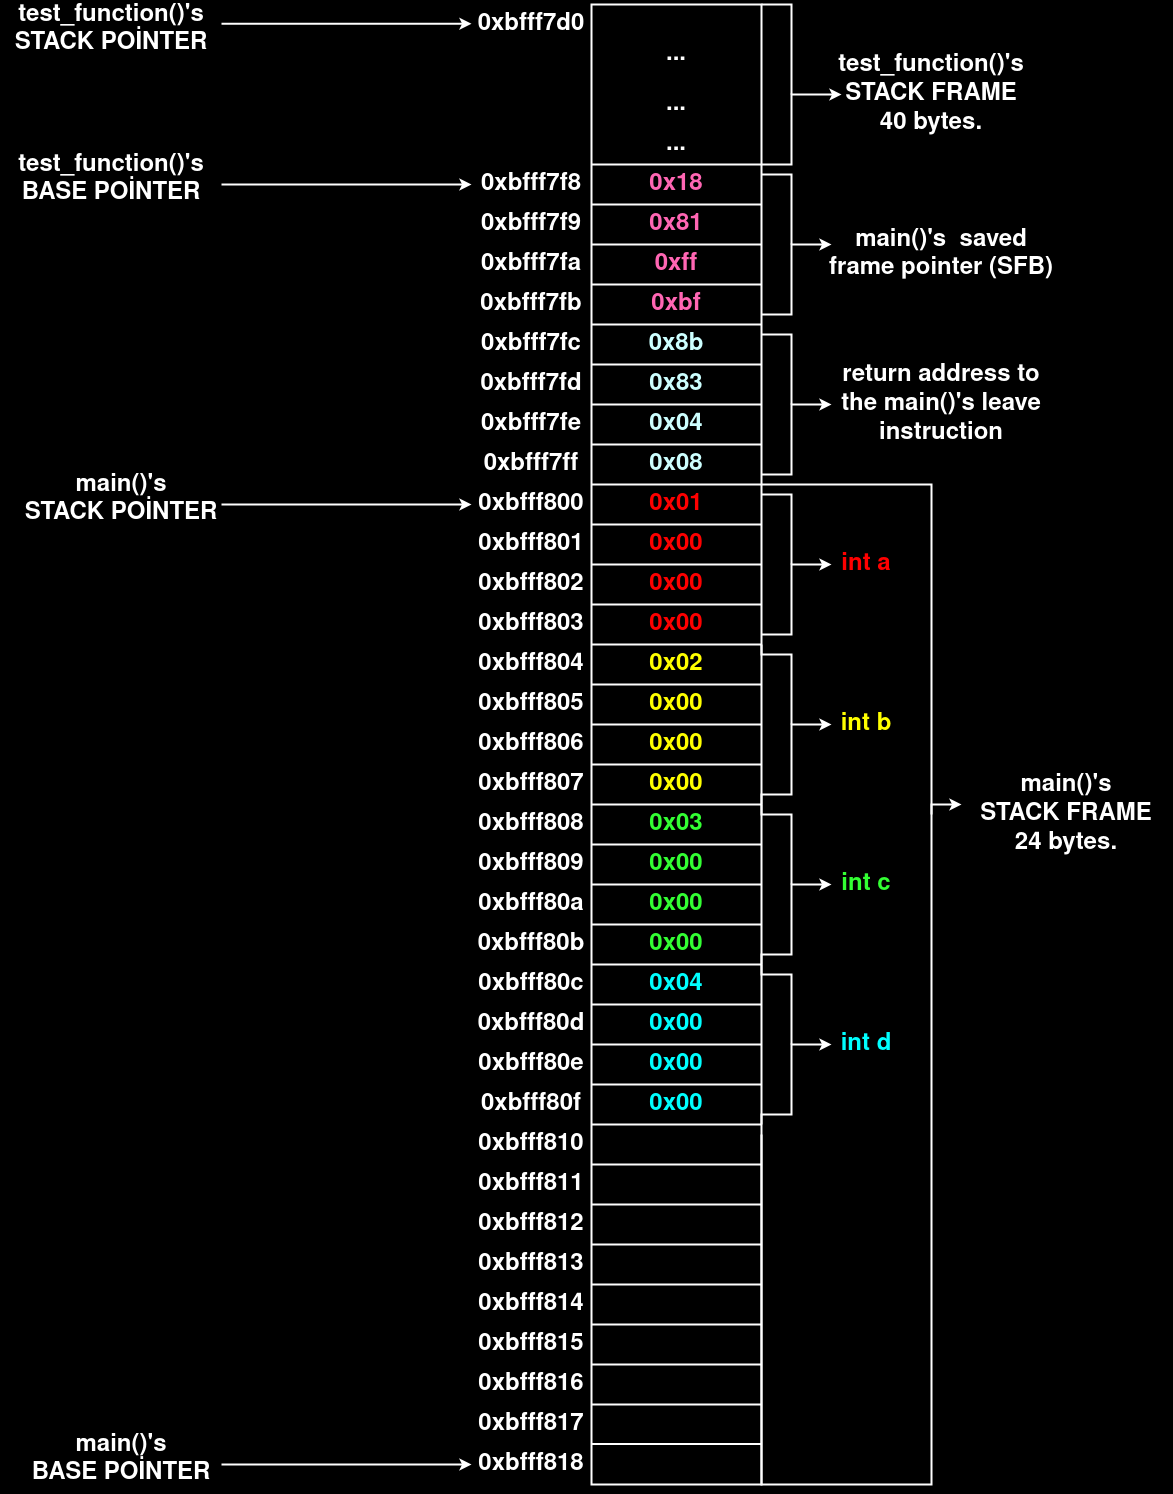 test_function()'s
STACK POİNTER
0xbfff7d0
...
...
...
test_function()'s
STACK FRAME
40 bytes.
test_function()'s
BASE POİNTER
0xbfff7f8 0x18
0xbfff7f9 0x81
0xbfff7fa 0xff
0xbfff7fb 0xbf
main()'s saved
frame pointer (SFB)
0xbfff7fc 0x8b
0xbfff7fd 0x83
0xbfff7fe 0x04
0xbfff7ff 0x08
return address to
the main()'s leave
instruction
main()'s
STACK POİNTER
0xbfff800 0x01
0xbfff801 0x00
0xbfff802 0x00
0xbfff803 0x00
int a
0xbfff804 0x02
0xbfff805 0x00
0xbfff806 0x00
0xbfff807 0x00
int b
0xbfff808 0x03
0xbfff809 0x00
0xbfff80a 0x00
0xbfff80b 0x00
int c
main()'s
STACK FRAME
24 bytes.
0xbfff80c 0x04
0xbfff80d 0x00
0xbfff80e 0x00
0xbfff80f 0x00
int d
0xbfff810
0xbfff811
0xbfff812
0xbfff813
0xbfff814
0xbfff815
0xbfff816
0xbfff817
main()'s
BASE POİNTER
0xbfff818